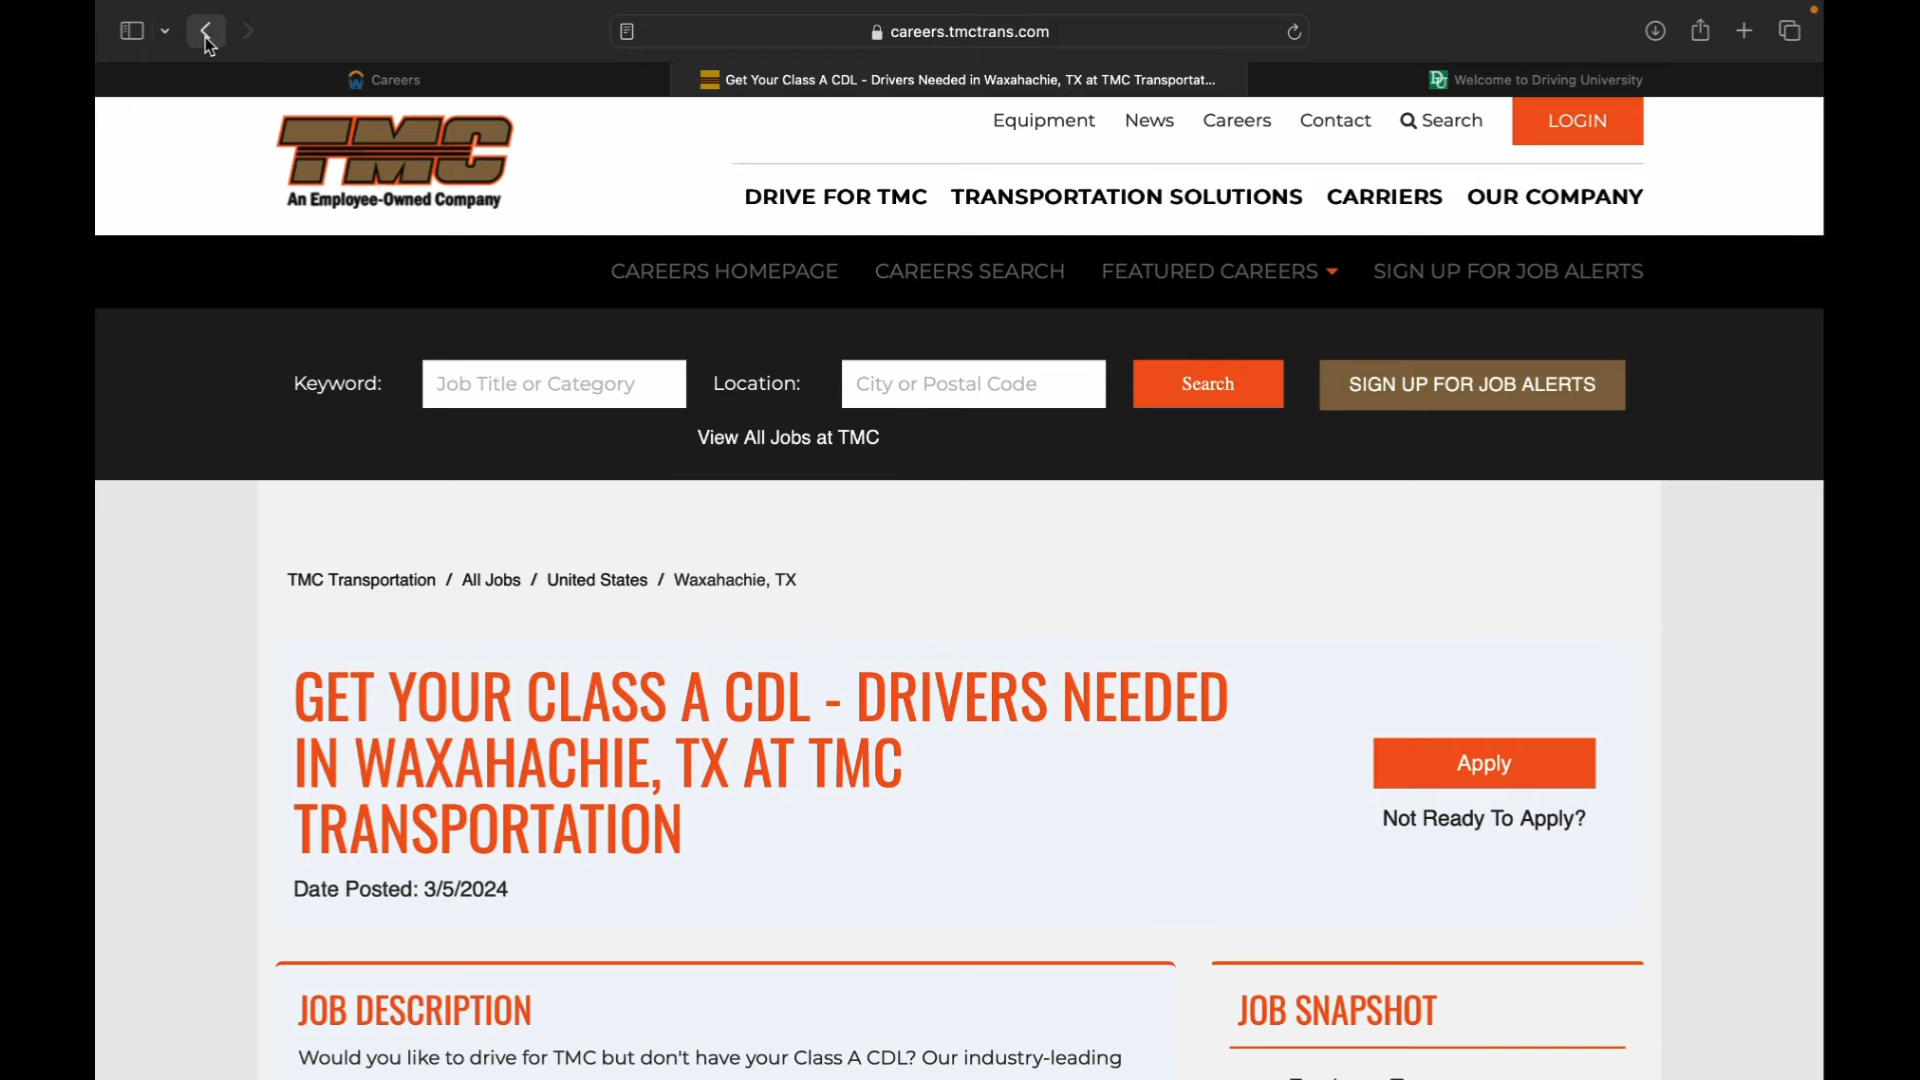 careers.tmctrans.com
Careers
Get Your Class A CDL - Drivers Needed in Waxahachie, TX at TMC Transportat...
DU Welcome to Driving University
TMC
An Employee-Owned Company
Equipment News Careers Contact Search LOGIN
DRIVE FOR TMC TRANSPORTATION SOLUTIONS CARRIERS OUR COMPANY
CAREERS HOMEPAGE CAREERS SEARCH FEATURED CAREERS SIGN UP FOR JOB ALERTS
Keyword: Job Title or Category Location: City or Postal Code Search SIGN UP FOR JOB ALERTS
View All Jobs at TMC
TMC Transportation / All Jobs / United States / Waxahachie, TX
GET YOUR CLASS A CDL - DRIVERS NEEDED
IN WAXAHACHIE, TX AT TMC
TRANSPORTATION
Date Posted: 3/5/2024
Apply
Not Ready To Apply?
JOB DESCRIPTION
Would you like to drive for TMC but don't have your Class A CDL? Our industry-leading
JOB SNAPSHOT